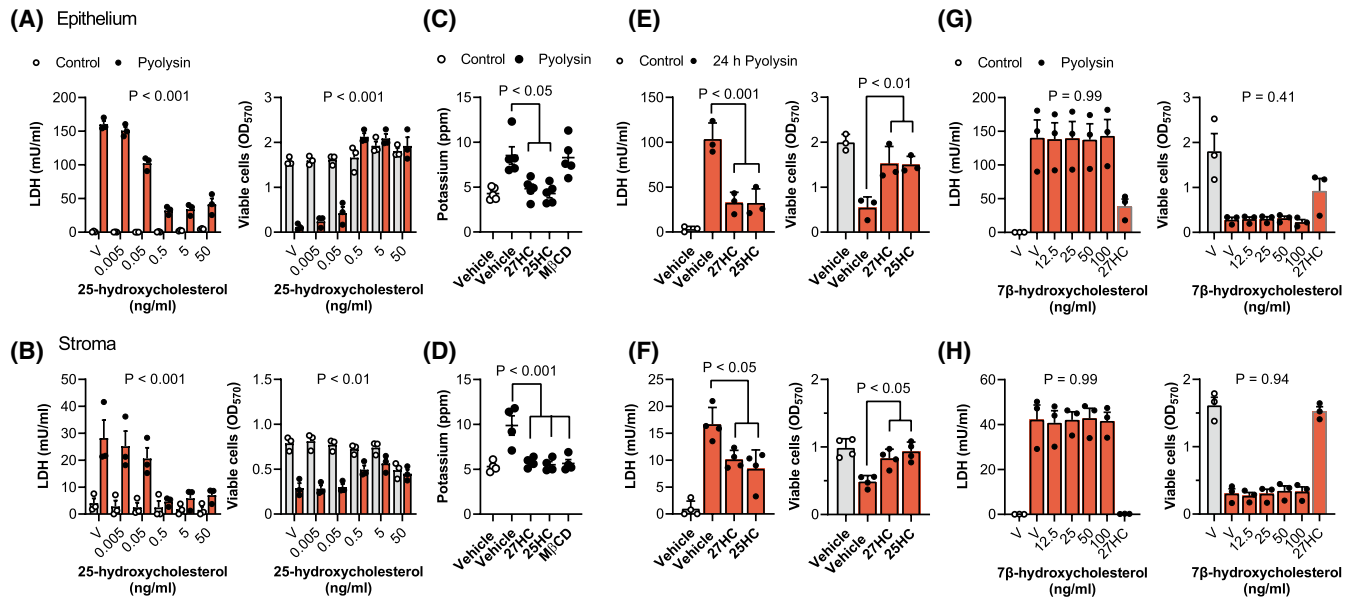 (A) Epithelium
Control Pyolysin
P < 0.001
LDH (mU/ml)
200
150
100
50
0
V 0.005 0.05 0.5 5 50
25-hydroxycholesterol
(ng/ml)
P < 0.001
Viable cells (OD570)
3
2
1
0
V 0.005 0.05 0.5 5 50
25-hydroxycholesterol
(ng/ml)
(C)
Control Pyolysin
P < 0.05
Potassium (ppm)
15
10
5
0
Vehicle Vehicle 27HC 25HC MβCD
(E)
Control 24 h Pyolysin
P < 0.001
LDH (mU/ml)
150
100
50
0
Vehicle Vehicle 27HC 25HC
P < 0.01
Viable cells (OD570)
3
2
1
0
Vehicle Vehicle 27HC 25HC
(G)
Control Pyolysin
P = 0.99
LDH (mU/ml)
200
150
100
50
0
V V 12.5 25 50 100 27HC
7β-hydroxycholesterol
(ng/ml)
P = 0.41
Viable cells (OD570)
3
2
1
0
V V 12.5 25 50 100 27HC
7β-hydroxycholesterol
(ng/ml)
(B) Stroma
P < 0.001
LDH (mU/ml)
50
40
30
20
10
0
V 0.005 0.05 0.5 5 50
25-hydroxycholesterol
(ng/ml)
P < 0.01
Viable cells (OD570)
1.5
1.0
0.5
0.0
V 0.005 0.05 0.5 5 50
25-hydroxycholesterol
(ng/ml)
(D)
P < 0.001
Potassium (ppm)
15
10
5
0
Vehicle Vehicle 27HC 25HC MβCD
(F)
P < 0.05
LDH (mU/ml)
25
20
15
10
5
0
Vehicle Vehicle 27HC 25HC
P < 0.05
Viable cells (OD570)
2
1
0
Vehicle Vehicle 27HC 25HC
(H)
P = 0.99
LDH (mU/ml)
60
40
20
0
V V 12.5 25 50 100 27HC
7β-hydroxycholesterol
(ng/ml)
P = 0.94
Viable cells (OD570)
2
1
0
V V 12.5 25 50 100 27HC
7β-hydroxycholesterol
(ng/ml)